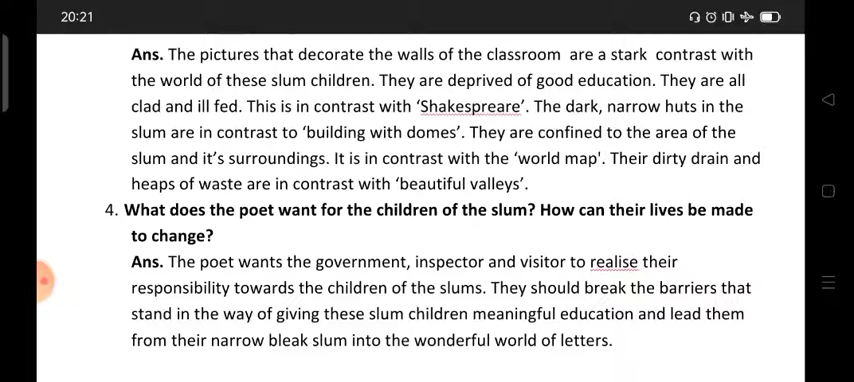 20:21
Ans. The pictures that decorate the walls of the classroom are a stark contrast with
the world of these slum children. They are deprived of good education. They are all
clad and ill fed. This is in contrast with ‘Shakespreare’. The dark, narrow huts in the
slum are in contrast to ‘building with domes’. They are confined to the area of the
slum and it’s surroundings. It is in contrast with the ‘world map'. Their dirty drain and
heaps of waste are in contrast with ‘beautiful valleys’.
4. What does the poet want for the children of the slum? How can their lives be made
to change?
Ans. The poet wants the government, inspector and visitor to realise their
responsibility towards the children of the slums. They should break the barriers that
stand in the way of giving these slum children meaningful education and lead them
from their narrow bleak slum into the wonderful world of letters.